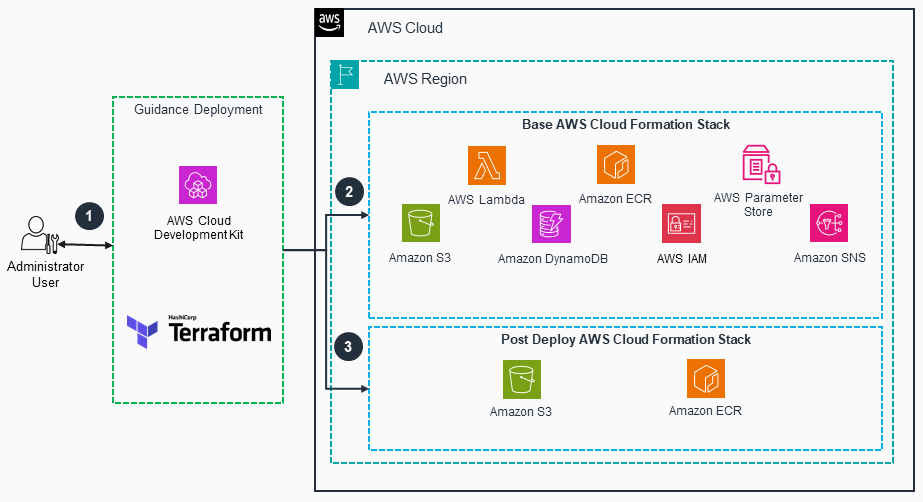 aws
AWS Cloud
AWS Region
Guidance Deployment
Base AWS Cloud Formation Stack
AWS Lambda
Amazon ECR
AWS Parameter
Store
2
AWS Cloud
Development Kit
1
Amazon S3
Amazon DynamoDB
AWS IAM
Amazon SNS
Administrator
User
HashiCorp
Terraform
3
Post Deploy AWS Cloud Formation Stack
Amazon S3
Amazon ECR